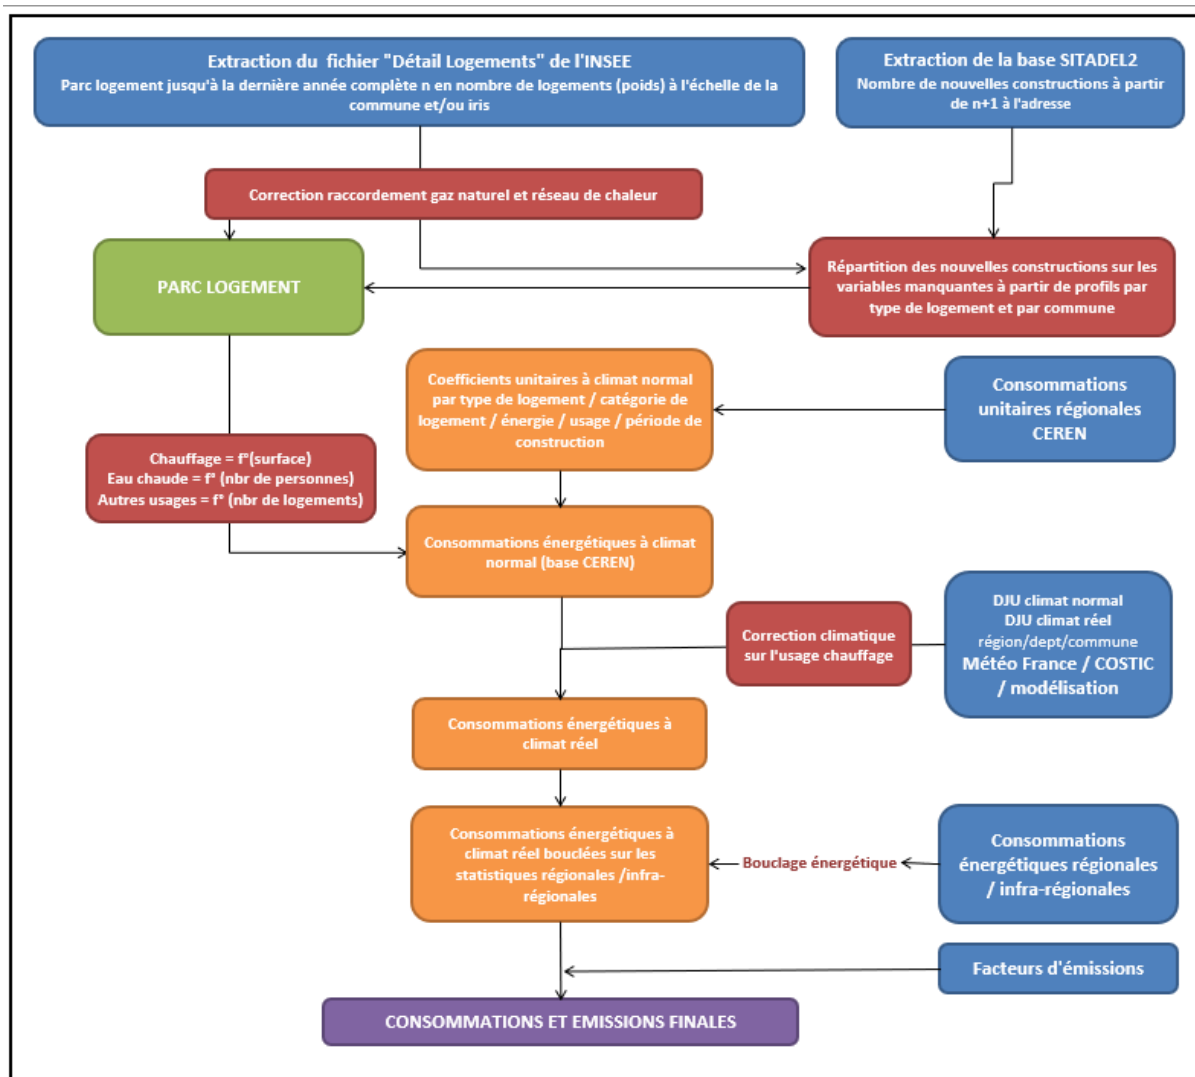 Extraction du fichier "Détail Logements" de l'INSEE
Parc logement jusqu'à la dernière année complète n en nombre de logements (poids) à l'échelle de la
commune et/ou iris
Extraction de la base SITADEL2
Nombre de nouvelles constructions à partir
de n+1 à l'adresse
Correction raccordement gaz naturel et réseau de chaleur
PARC LOGEMENT
Répartition des nouvelles constructions sur les
variables manquantes à partir de profils par
type de logement et par commune
Coefficients unitaires à climat normal
par type de logement / catégorie de
logement / énergie / usage / période de
construction
Consommations
unitaires régionales
CEREN
Chauffage = f°(surface)
Eau chaude = f° (nbr de personnes)
Autres usages = f° (nbr de logements)
Consommations énergétiques à climat
normal (base CEREN)
Correction climatique
sur l'usage chauffage
DJU climat normal
DJU climat réel
région/dept/commune
Météo France / COSTIC
/ modélisation
Consommations énergétiques à
climat réel
Consommations énergétiques à
climat réel bouclées sur les
statistiques régionales /infra-
régionales
Bouclage énergétique
Consommations
énergétiques régionales
/ infra-régionales
Facteurs d'émissions
CONSOMMATIONS ET EMISSIONS FINALES